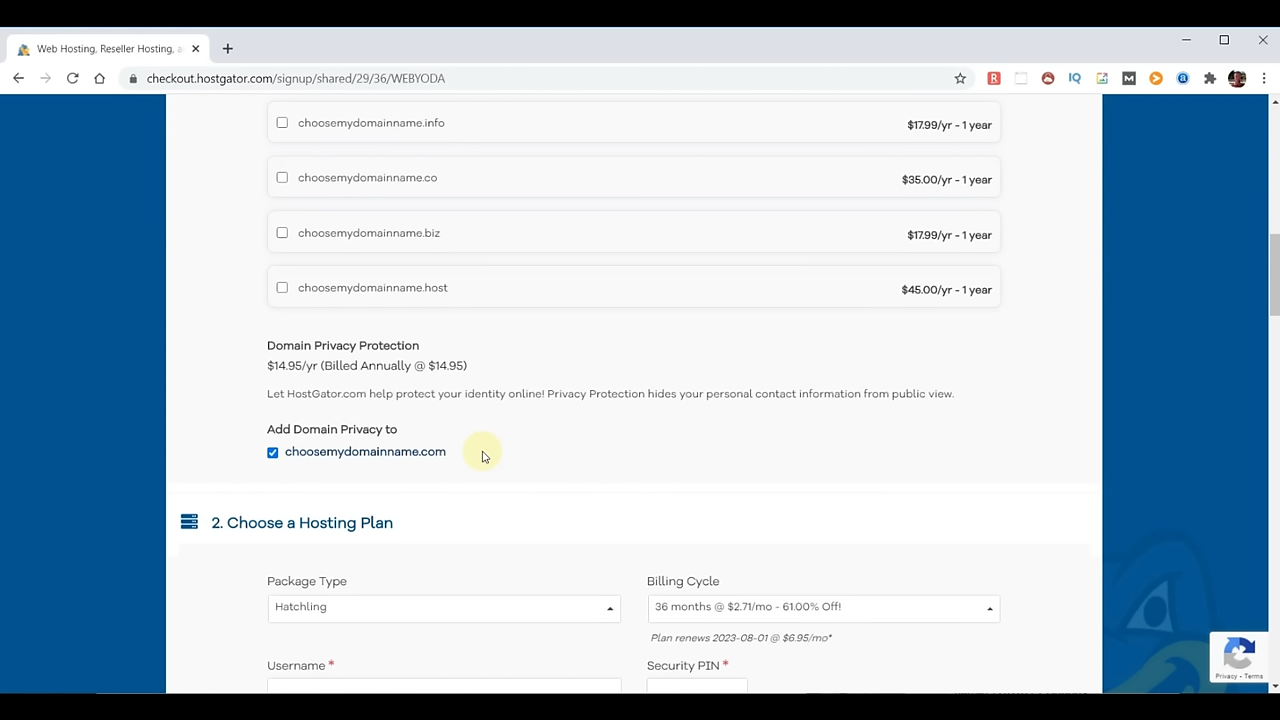 Web Hosting, Reseller Hosting, a
checkout.hostgator.com/signup/shared/29/36/WEBYODA
choosemydomainname.info $17.99/yr - 1 year
choosemydomainname.co $35.00/yr - 1 year
choosemydomainname.biz $17.99/yr - 1 year
choosemydomainname.host $45.00/yr - 1 year
Domain Privacy Protection
$14.95/yr (Billed Annually @ $14.95)
Let HostGator.com help protect your identity online! Privacy Protection hides your personal contact information from public view.
Add Domain Privacy to
choosemydomainname.com
2. Choose a Hosting Plan
Package Type Billing Cycle
Hatchling 36 months @ $2.71/mo - 61.00% Off!
Plan renews 2023-08-01 @ $6.95/mo*
Username * Security PIN *
Privacy - Terms